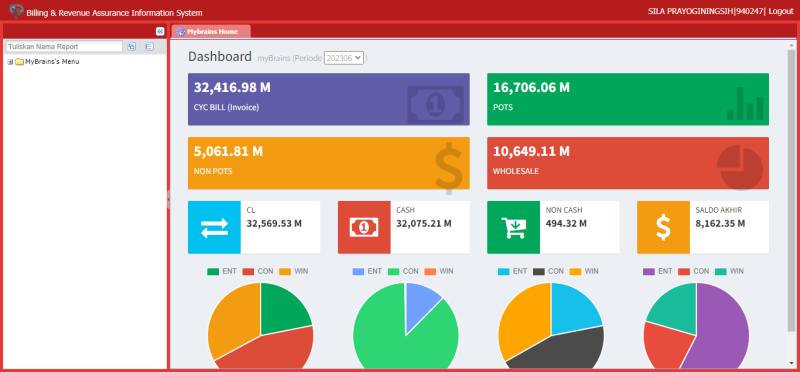 Billing & Revenue Assurance Information System
SILA PRAYOGININGSIH|940247| Logout
Mybrains Home
Tuliskan Nama Report
MyBrains's Menu
Dashboard myBrains (Periode 202306 )
32,416.98 M
CYC BILL (Invoice)
16,706.06 M
POTS
5,061.81 M
NON POTS
10,649.11 M
WHOLESALE
CL
32,569.53 M
CASH
32,075.21 M
NON CASH
494.32 M
SALDO AKHIR
8,162.35 M
ENT CON WIN
ENT CON WIN
ENT CON WIN
ENT CON WIN